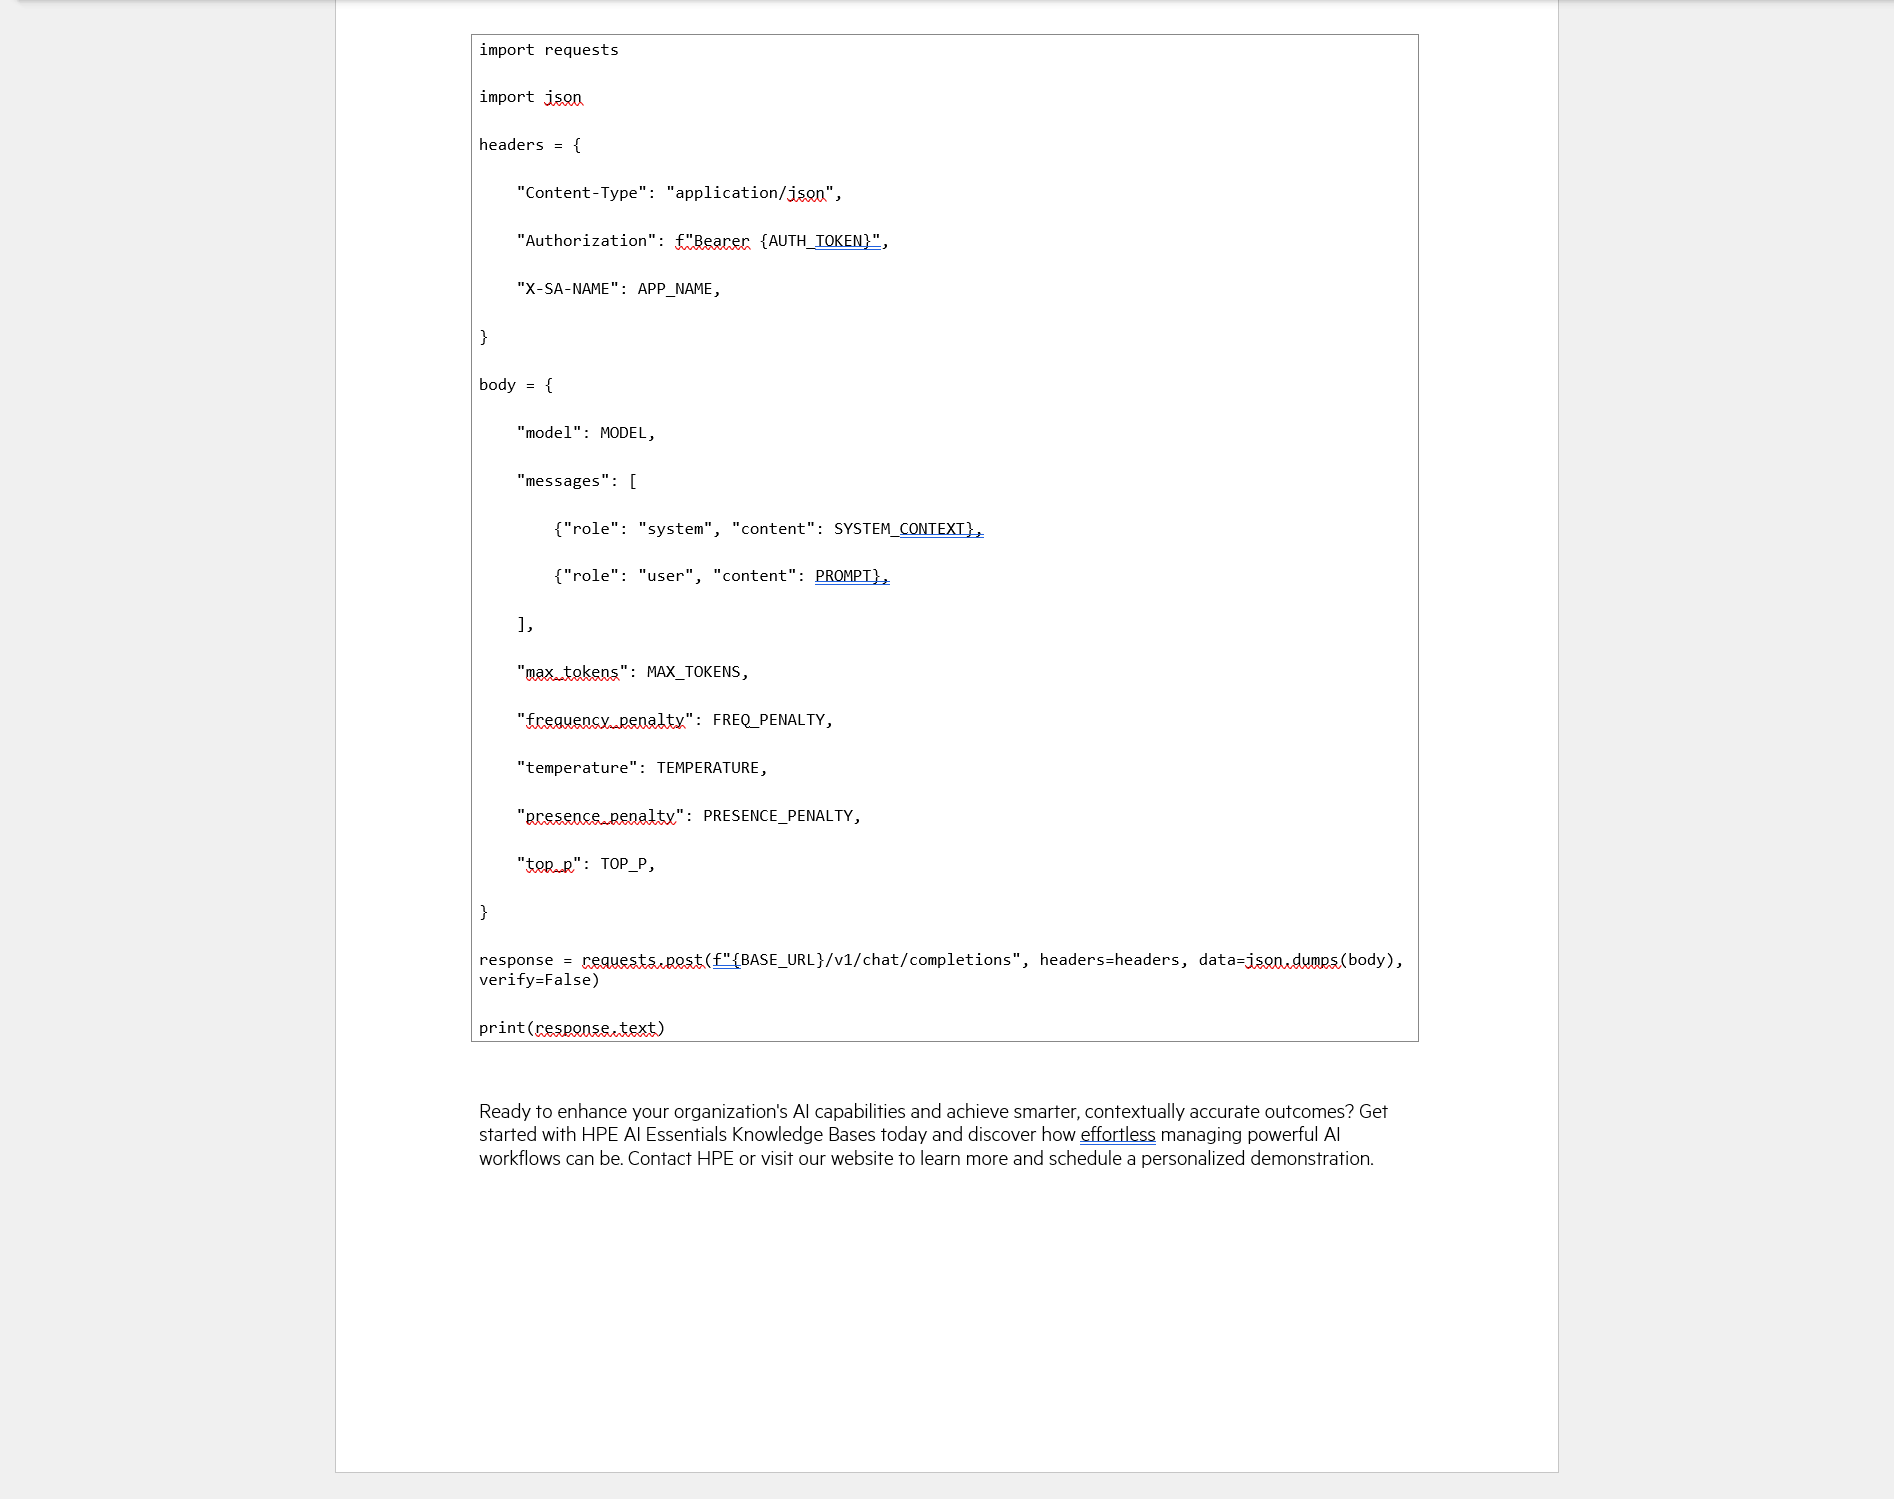 import requests
import json
headers = {
    "Content-Type": "application/json",
    "Authorization": f"Bearer {AUTH_TOKEN}",
    "X-SA-NAME": APP_NAME,
}
body = {
    "model": MODEL,
    "messages": [
        {"role": "system", "content": SYSTEM_CONTEXT},
        {"role": "user", "content": PROMPT},
    ],
    "max_tokens": MAX_TOKENS,
    "frequency_penalty": FREQ_PENALTY,
    "temperature": TEMPERATURE,
    "presence_penalty": PRESENCE_PENALTY,
    "top_p": TOP_P,
}
response = requests.post(f"{BASE_URL}/v1/chat/completions", headers=headers, data=json.dumps(body),
verify=False)
print(response.text)
Ready to enhance your organization's AI capabilities and achieve smarter, contextually accurate outcomes? Get
started with HPE AI Essentials Knowledge Bases today and discover how effortless managing powerful AI
workflows can be. Contact HPE or visit our website to learn more and schedule a personalized demonstration.